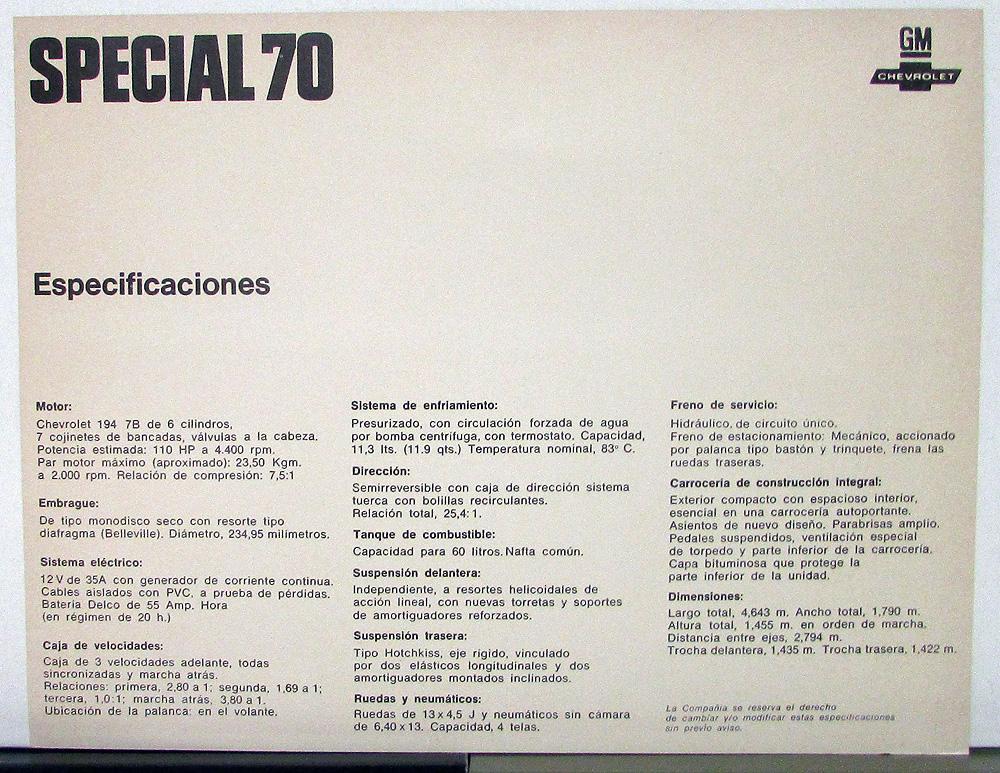 SPECIAL 70
GM
CHEVROLET
Especificaciones
Motor:
Chevrolet 194 7B de 6 cilindros,
7 cojinetes de bancadas, válvulas a la cabeza.
Potencia estimada: 110 HP a 4.400 rpm.
Par motor máximo (aproximado): 23,50 Kgm.
a 2.000 rpm. Relación de compresión: 7,5:1
Embrague:
De tipo monodisco seco con resorte tipo
diafragma (Belleville). Diámetro, 234,95 milímetros.
Sistema eléctrico:
12 V de 35A con generador de corriente continua.
Cables aislados con PVC, a prueba de pérdidas.
Batería Delco de 55 Amp. Hora
(en régimen de 20 h.)
Caja de velocidades:
Caja de 3 velocidades adelante, todas
sincronizadas y marcha atrás.
Relaciones: primera, 2,80 a 1; segunda, 1,69 a 1;
tercera, 1,0:1; marcha atrás, 3,80 a 1.
Ubicación de la palanca: en el volante.
Sistema de enfriamiento:
Presurizado, con circulación forzada de agua
por bomba centrífuga, con termostato. Capacidad,
11,3 lts. (11.9 qts.) Temperatura nominal, 83º C.
Dirección:
Semirreversible con caja de dirección sistema
tuerca con bolillas recirculantes.
Relación total, 25,4:1.
Tanque de combustible:
Capacidad para 60 litros. Nafta común.
Suspensión delantera:
Independiente, a resortes helicoidales de
acción lineal, con nuevas torretas y soportes
de amortiguadores reforzados.
Suspensión trasera:
Tipo Hotchkiss, eje rígido, vinculado
por dos elásticos longitudinales y dos
amortiguadores montados inclinados.
Ruedas y neumáticos:
Ruedas de 13 x 4,5 J y neumáticos sin cámara
de 6,40 x 13. Capacidad, 4 telas.
Freno de servicio:
Hidráulico, de circuito único.
Freno de estacionamiento: Mecánico, accionado
por palanca tipo bastón y trinquete, frena las
ruedas traseras.
Carrocería de construcción integral:
Exterior compacto con espacioso interior,
esencial en una carrocería autoportante.
Asientos de nuevo diseño. Parabrisas amplio.
Pedales suspendidos, ventilación especial
de torpedo y parte inferior de la carrocería.
Capa bituminosa que protege la
parte inferior de la unidad.
Dimensiones:
Largo total, 4,643 m. Ancho total, 1,790 m.
Altura total, 1,455 m. en orden de marcha.
Distancia entre ejes, 2,794 m.
Trocha delantera, 1,435 m. Trocha trasera, 1,422 m.
La Compañía se reserva el derecho
de cambiar y/o modificar estas especificaciones
sin previo aviso.